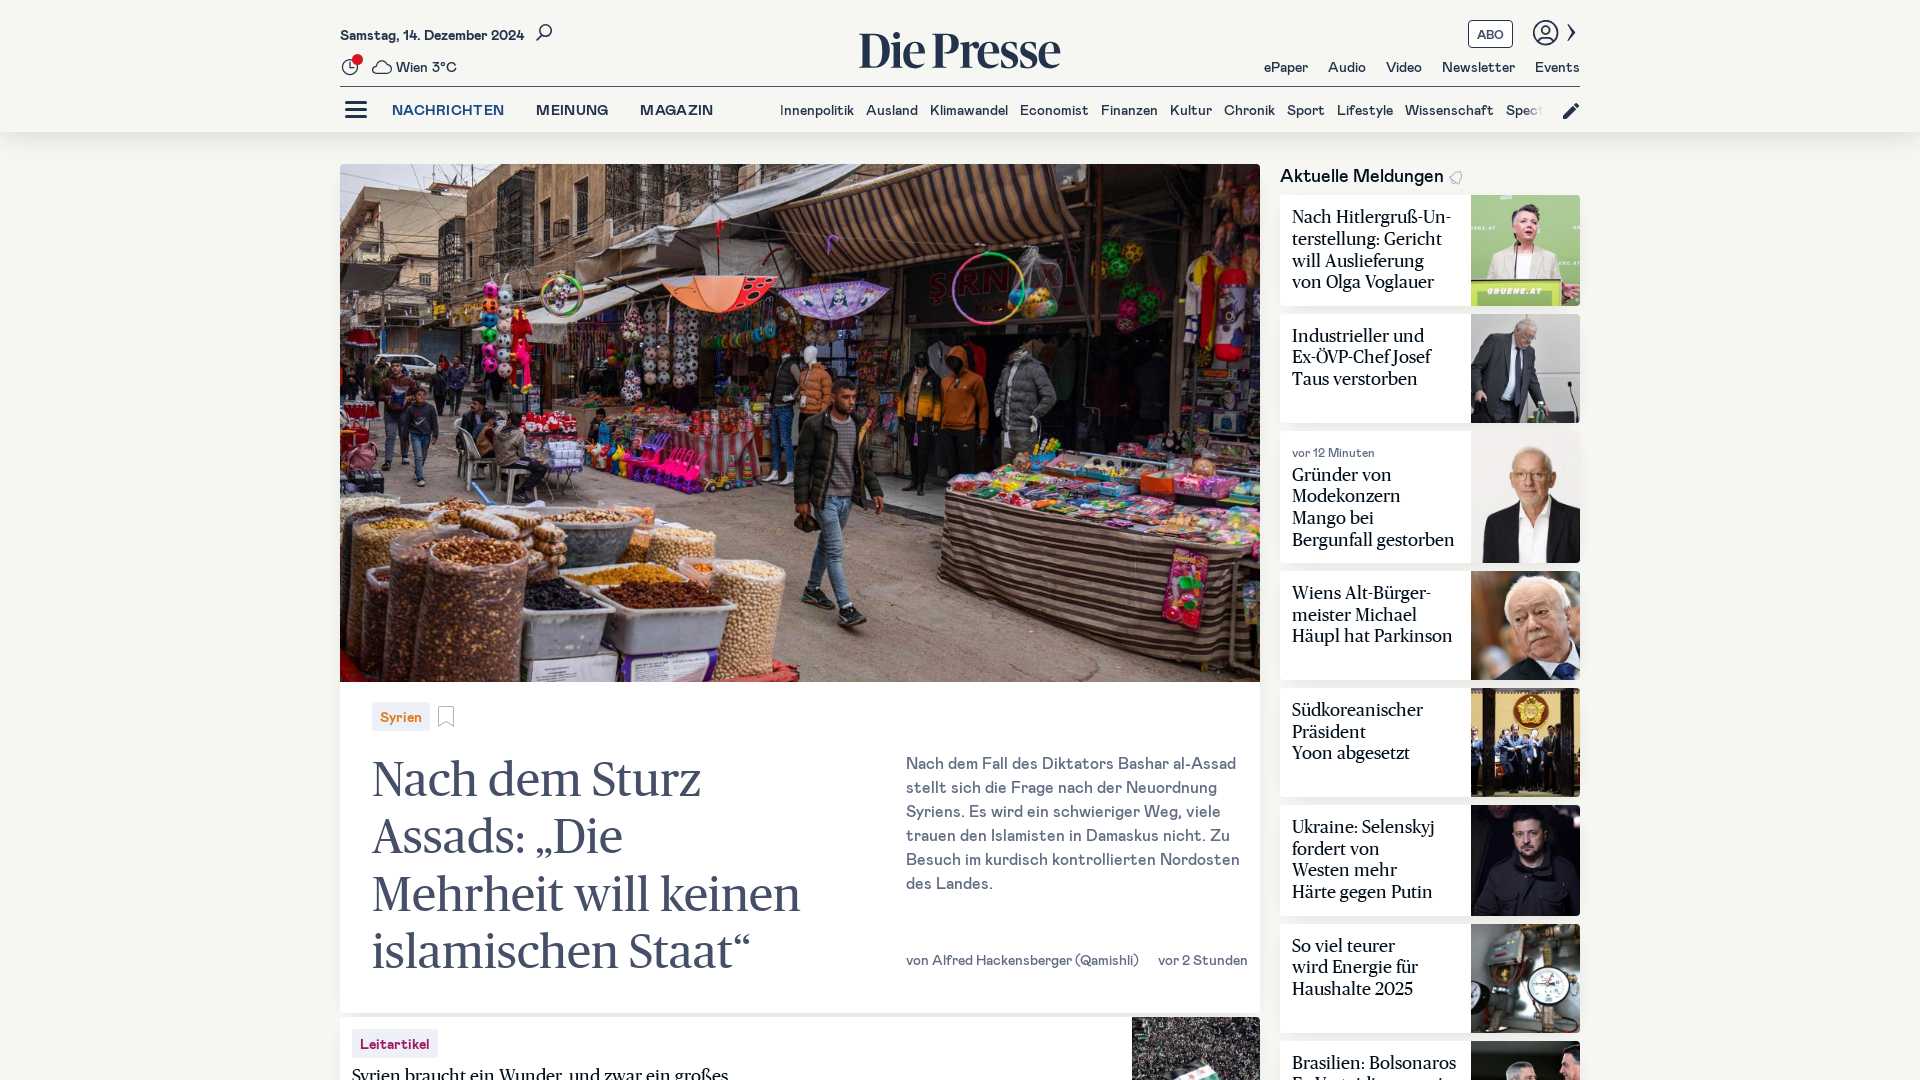 Samstag, 14. Dezember 2024
Wien 3°C
Die Presse
ABO
ePaper Audio Video Newsletter Events
NACHRICHTEN MEINUNG MAGAZIN
Innenpolitik Ausland Klimawandel Economist Finanzen Kultur Chronik Sport Lifestyle Wissenschaft Spect
Syrien
Nach dem Sturz
Assads: „Die
Mehrheit will keinen
islamischen Staat“
Nach dem Fall des Diktators Bashar al-Assad
stellt sich die Frage nach der Neuordnung
Syriens. Es wird ein schwieriger Weg, viele
trauen den Islamisten in Damaskus nicht. Zu
Besuch im kurdisch kontrollierten Nordosten
des Landes.
von Alfred Hackensberger (Qamishli) vor 2 Stunden
Leitartikel
Syrien braucht ein Wunder, und zwar ein großes
Aktuelle Meldungen
Nach Hitlergruß-Un-
terstellung: Gericht
will Auslieferung
von Olga Voglauer
GRUENE.AT
Industrieller und
Ex-ÖVP-Chef Josef
Taus verstorben
vor 12 Minuten
Gründer von
Modekonzern
Mango bei
Bergunfall gestorben
Wiens Alt-Bürger-
meister Michael
Häupl hat Parkinson
Südkoreanischer
Präsident
Yoon abgesetzt
Ukraine: Selenskyj
fordert von
Westen mehr
Härte gegen Putin
So viel teurer
wird Energie für
Haushalte 2025
Brasilien: Bolsonaros